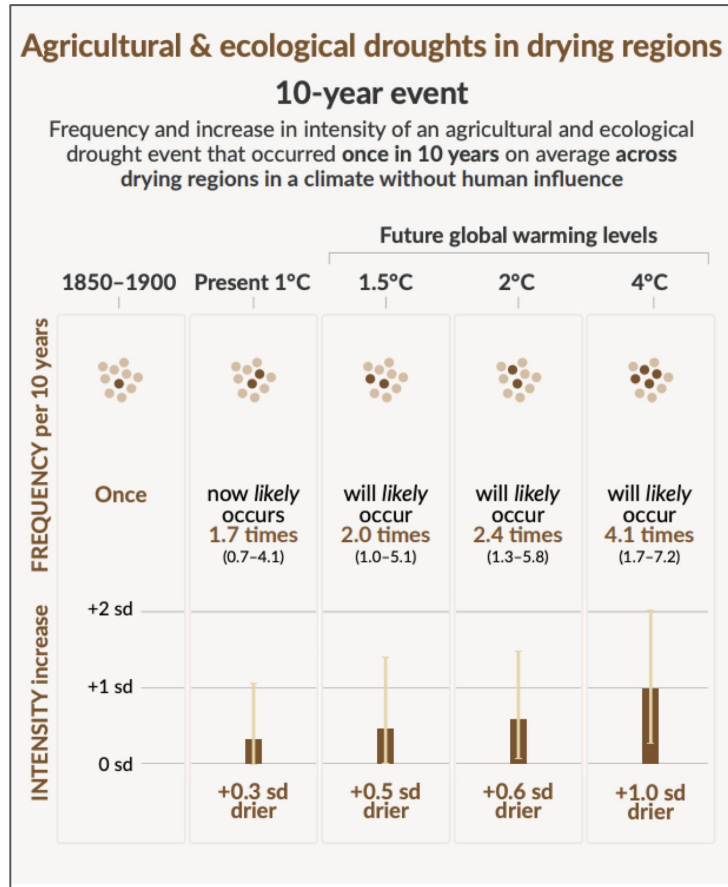 Agricultural & ecological droughts in drying regions
10-year event
Frequency and increase in intensity of an agricultural and ecological
drought event that occurred once in 10 years on average across
drying regions in a climate without human influence
Future global warming levels
1850–1900 Present 1°C 1.5°C 2°C 4°C
FREQUENCY per 10 years
Once
now likely
occurs
1.7 times
(0.7–4.1)
will likely
occur
2.0 times
(1.0–5.1)
will likely
occur
2.4 times
(1.3–5.8)
will likely
occur
4.1 times
(1.7–7.2)
INTENSITY increase
+2 sd
+1 sd
0 sd
+0.3 sd
drier
+0.5 sd
drier
+0.6 sd
drier
+1.0 sd
drier